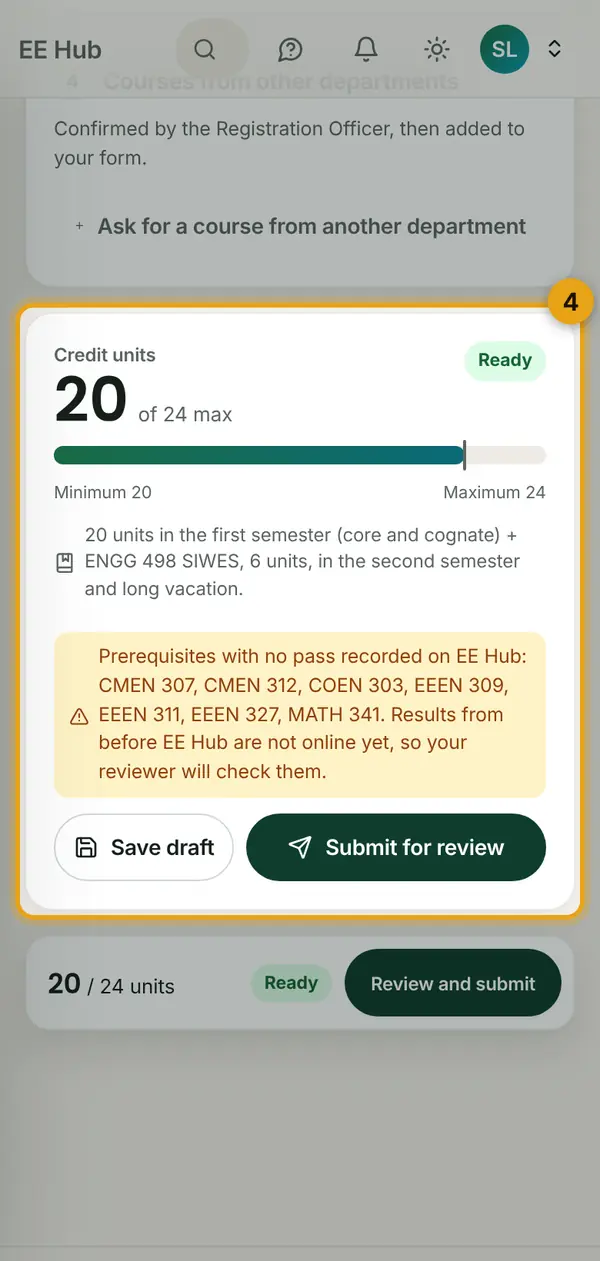 EE Hub
SL
4 Courses from other departments
Confirmed by the Registration Officer, then added to
your form.
+ Ask for a course from another department
4
Credit units
Ready
20 of 24 max
Minimum 20
Maximum 24
20 units in the first semester (core and cognate) +
ENGG 498 SIWES, 6 units, in the second semester
and long vacation.
Prerequisites with no pass recorded on EE Hub:
CMEN 307, CMEN 312, COEN 303, EEEN 309,
EEEN 311, EEEN 327, MATH 341. Results from
before EE Hub are not online yet, so your
reviewer will check them.
Save draft
Submit for review
20 / 24 units
Ready
Review and submit